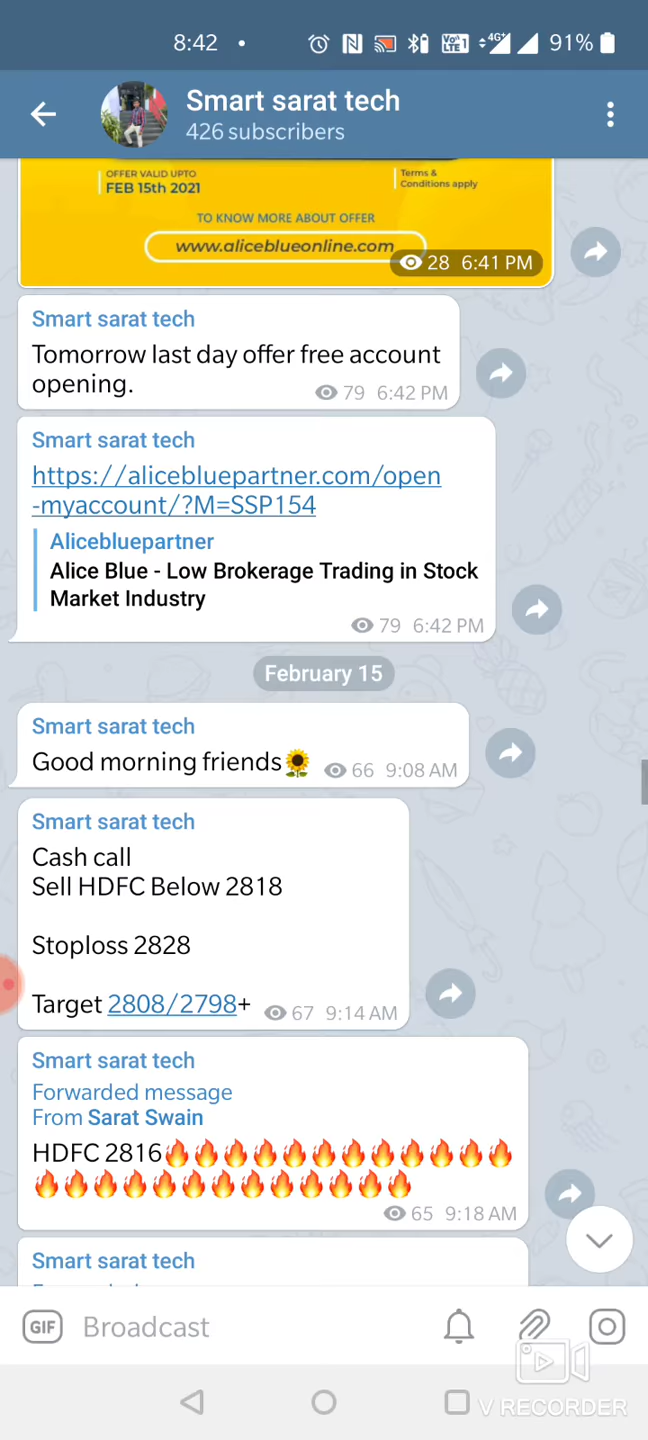 8:42
VoLTE1
4G+
91%
Smart sarat tech
426 subscribers
OFFER VALID UPTO
FEB 15th 2021
Terms &
Conditions apply
TO KNOW MORE ABOUT OFFER
www.aliceblueonline.com
28 6:41 PM
Smart sarat tech
Tomorrow last day offer free account
opening.
79 6:42 PM
Smart sarat tech
https://alicebluepartner.com/open
-myaccount/?M=SSP154
Alicebluepartner
Alice Blue - Low Brokerage Trading in Stock
Market Industry
79 6:42 PM
February 15
Smart sarat tech
Good morning friends🌻
66 9:08 AM
Smart sarat tech
Cash call
Sell HDFC Below 2818
Stoploss 2828
Target 2808/2798+
67 9:14 AM
Smart sarat tech
Forwarded message
From Sarat Swain
HDFC 2816🔥🔥🔥🔥🔥🔥🔥🔥🔥🔥🔥🔥
🔥🔥🔥🔥🔥🔥🔥🔥🔥🔥🔥🔥🔥
65 9:18 AM
Smart sarat tech
GIF
Broadcast
V RECORDER